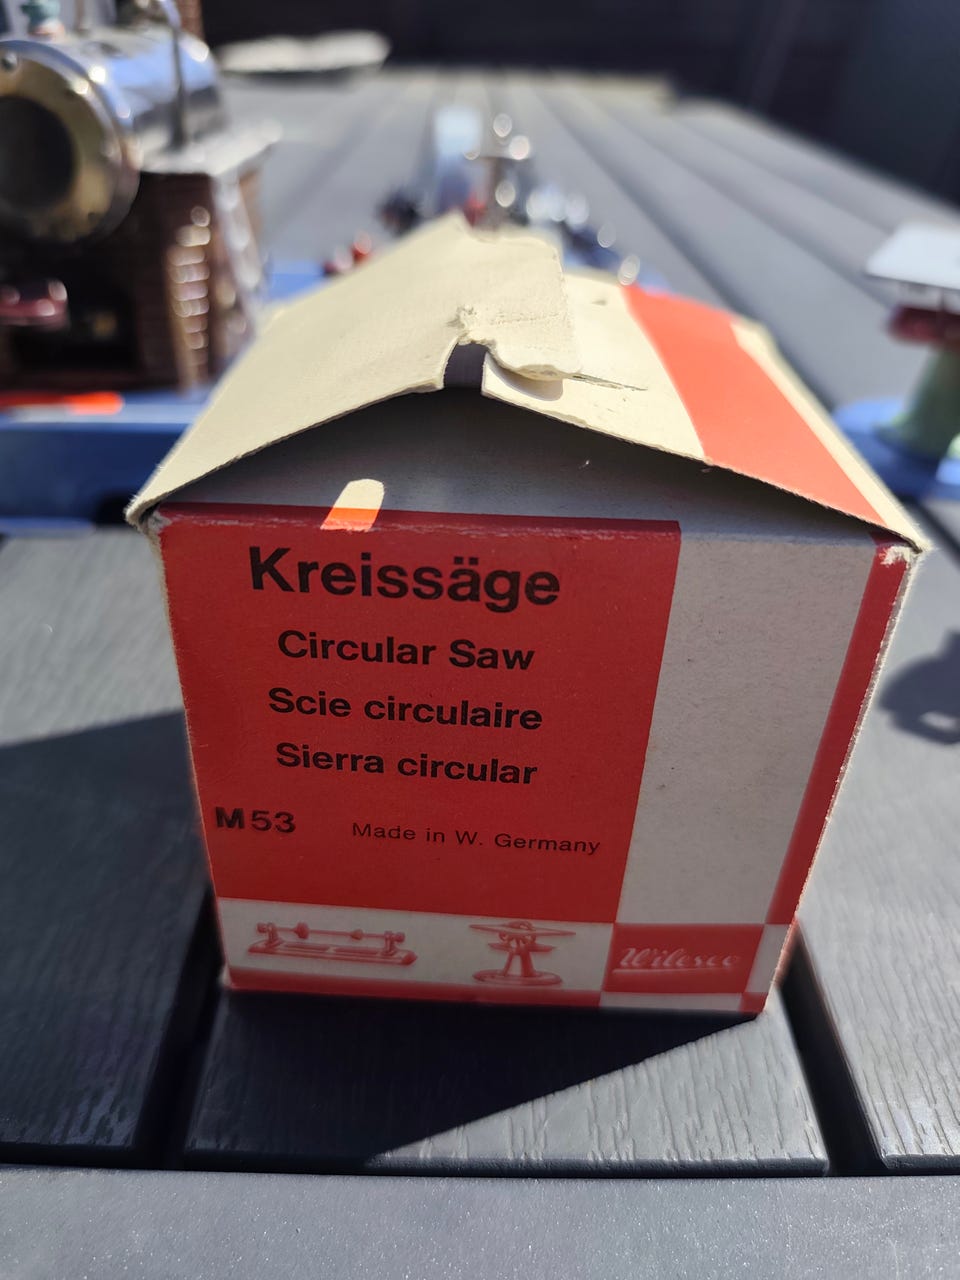 Kreissäge
Circular Saw
Scie circulaire
Sierra circular
M53 Made in W. Germany
Wilesco